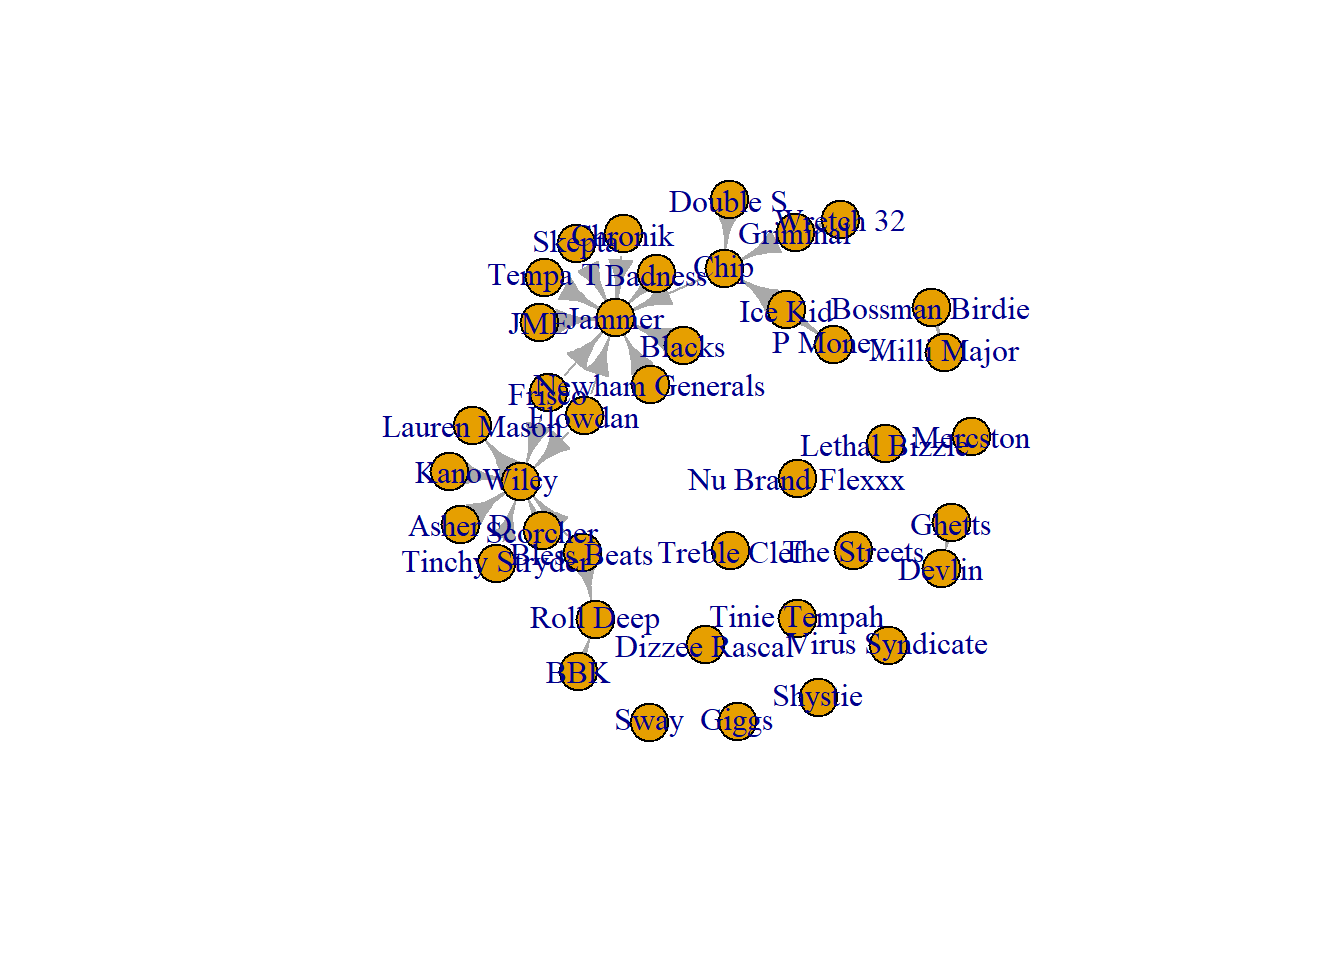 Double S
Wretch 32
Griminal
Chronik
Skepta
Chip
Tempa T
Badness
Ice Kid
Bossman Birdie
JME
Jammer
P Money
Milli Major
Blacks
Newham Generals
Frisco
Flowdan
Lauren Mason
Mercston
Lethal Bizzle
Kano
Wiley
Nu Brand Flexxx
Asher D
Scorcher
Ghetts
Tinchy Stryder
Bless Beats
Treble Clef
The Streets
Devlin
Roll Deep
Tinie Tempah
Dizzee Rascal
Virus Syndicate
BBK
Shystie
Sway
Giggs